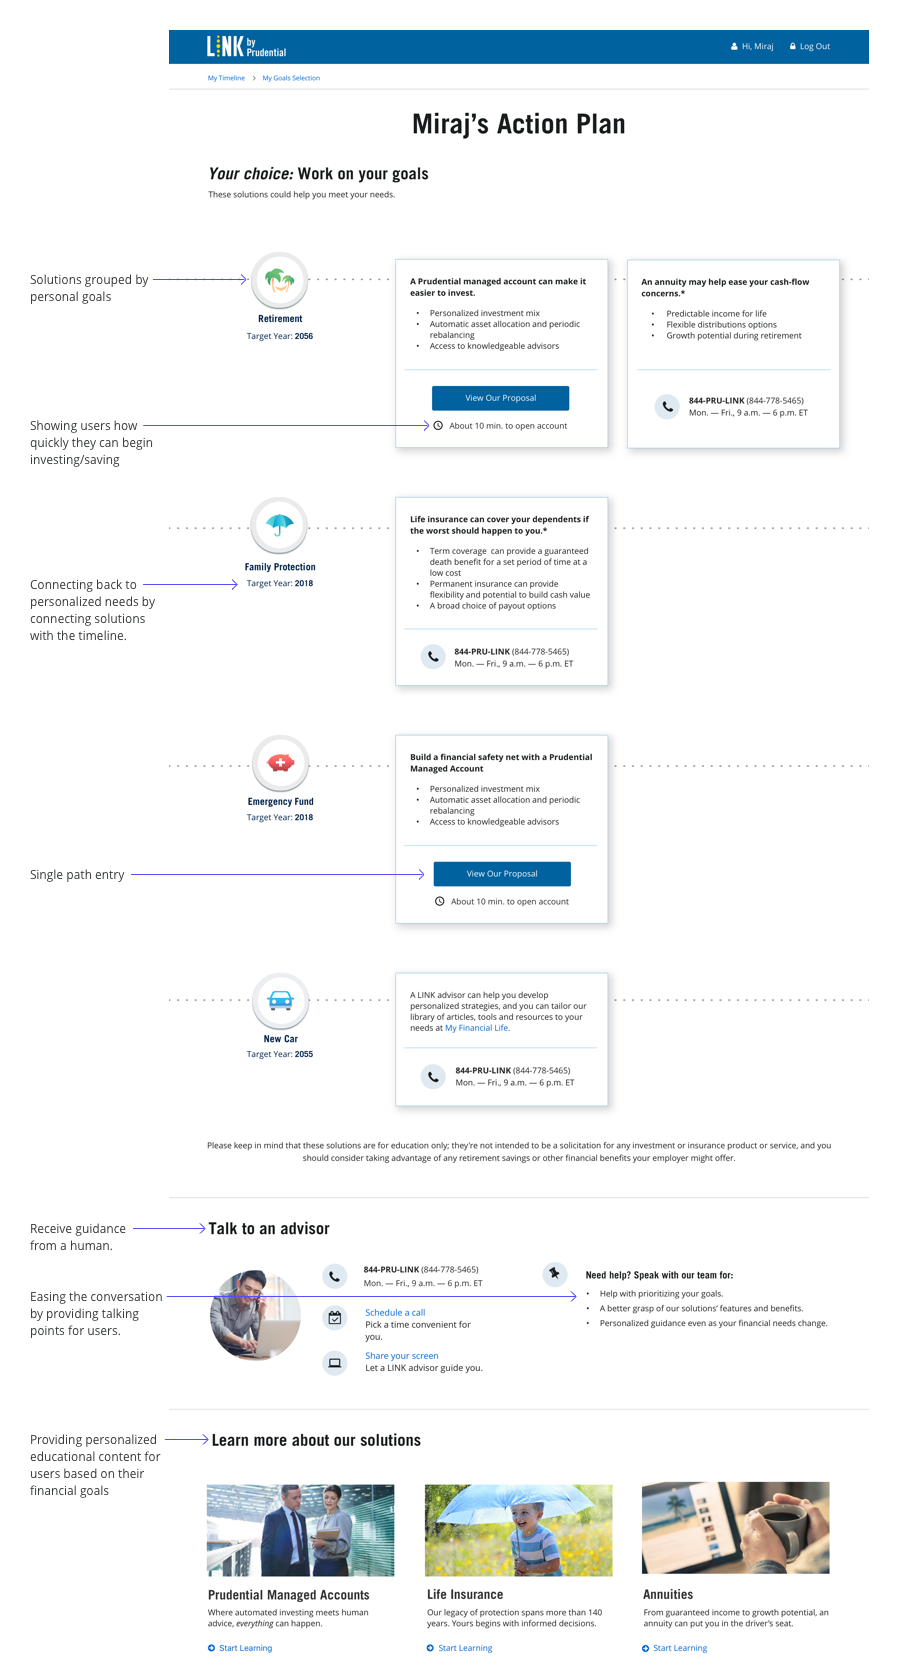 LINK by Prudential
Hi, Miraj
Log Out
My Timeline > My Goals Selection
Miraj's Action Plan
Your choice: Work on your goals
These solutions could help you meet your needs.
Solutions grouped by
personal goals
Retirement
Target Year: 2056
A Prudential managed account can make it
easier to invest.
• Personalized investment mix
• Automatic asset allocation and periodic
rebalancing
• Access to knowledgeable advisors
View Our Proposal
About 10 min. to open account
An annuity may help ease your cash-flow
concerns.*
• Predictable income for life
• Flexible distributions options
• Growth potential during retirement
844-PRU-LINK (844-778-5465)
Mon. — Fri., 9 a.m. — 6 p.m. ET
Showing users how
quickly they can begin
investing/saving
Family Protection
Target Year: 2018
Life insurance can cover your dependents if
the worst should happen to you.*
• Term coverage can provide a guaranteed
death benefit for a set period of time at a
low cost
• Permanent insurance can provide
flexibility and potential to build cash value
• A broad choice of payout options
844-PRU-LINK (844-778-5465)
Mon. — Fri., 9 a.m. — 6 p.m. ET
Connecting back to
personalized needs by
connecting solutions
with the timeline.
Emergency Fund
Target Year: 2018
Build a financial safety net with a Prudential
Managed Account
• Personalized investment mix
• Automatic asset allocation and periodic
rebalancing
• Access to knowledgeable advisors
View Our Proposal
About 10 min. to open account
Single path entry
New Car
Target Year: 2055
A LINK advisor can help you develop
personalized strategies, and you can tailor our
library of articles, tools and resources to your
needs at My Financial Life.
844-PRU-LINK (844-778-5465)
Mon. — Fri., 9 a.m. — 6 p.m. ET
Please keep in mind that these solutions are for education only; they're not intended to be a solicitation for any investment or insurance product or service, and you
should consider taking advantage of any retirement savings or other financial benefits your employer might offer.
Receive guidance
from a human.
Talk to an advisor
844-PRU-LINK (844-778-5465)
Mon. — Fri., 9 a.m. — 6 p.m. ET
Schedule a call
Pick a time convenient for
you.
Share your screen
Let a LINK advisor guide you.
Need help? Speak with our team for:
• Help with prioritizing your goals.
• A better grasp of our solutions' features and benefits.
• Personalized guidance even as your financial needs change.
Easing the conversation
by providing talking
points for users.
Providing personalized
educational content for
users based on their
financial goals
Learn more about our solutions
Prudential Managed Accounts
Where automated investing meets human
advice, everything can happen.
Start Learning
Life Insurance
Our legacy of protection spans more than 140
years. Yours begins with informed decisions.
Start Learning
Annuities
From guaranteed income to growth potential, an
annuity can put you in the driver's seat.
Start Learning